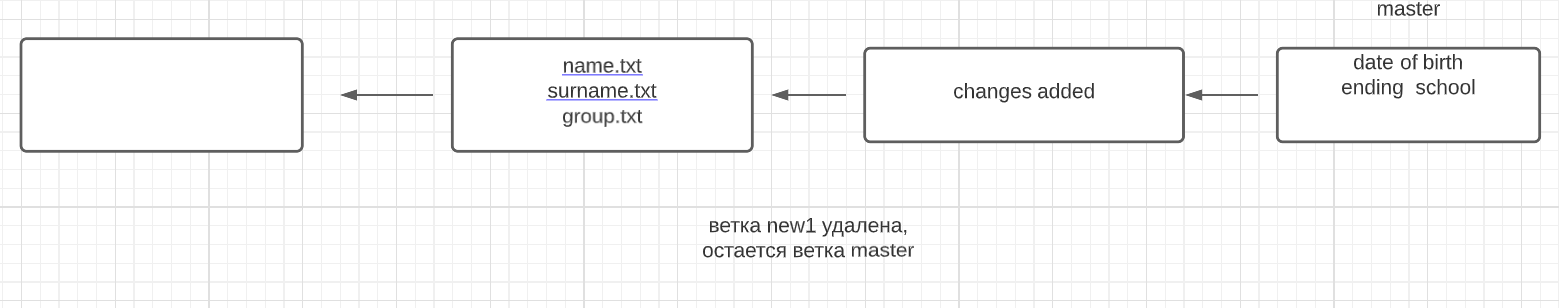 master
name.txt
surname.txt
group.txt
changes added
date of birth
ending school
ветка new1 удалена,
остается ветка master